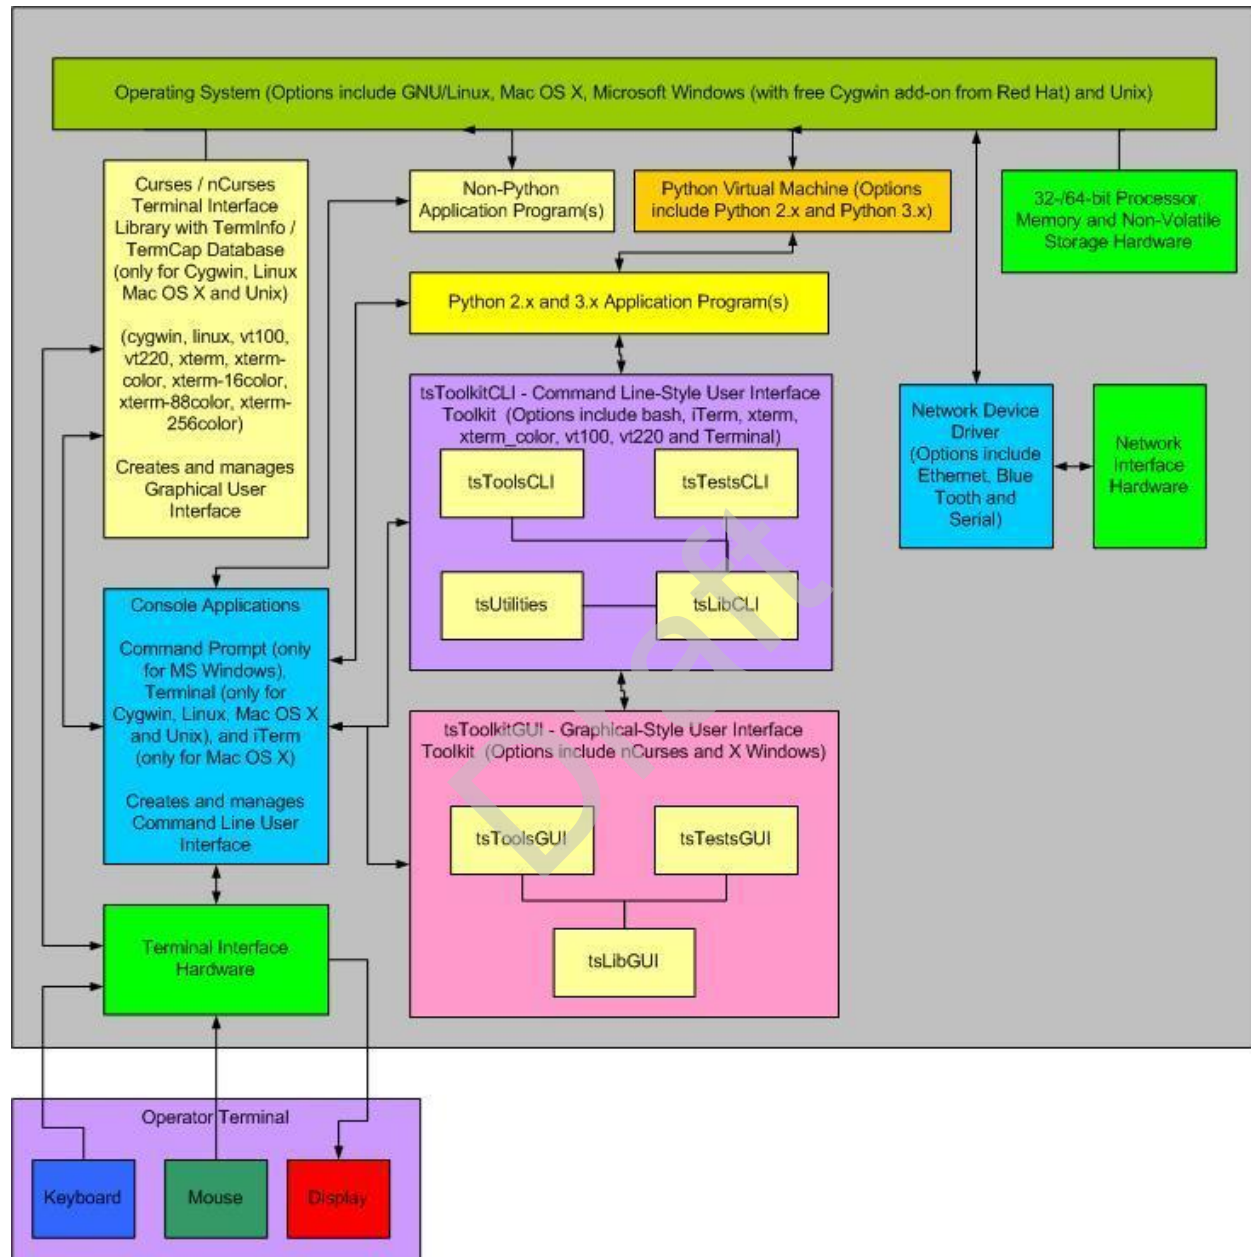 Operating System (Options include GNU/Linux, Mac OS X, Microsoft Windows (with free Cygwin add-on from Red Hat) and Unix)
Curses / nCurses
Terminal Interface
Library with TermInfo /
TermCap Database
(only for Cygwin, Linux
Mac OS X and Unix)
(cygwin, linux, vt100,
vt220, xterm, xterm-
color, xterm-16color,
xterm-88color, xterm-
256color)
Creates and manages
Graphical User
Interface
Non-Python
Application Program(s)
Python Virtual Machine (Options
include Python 2.x and Python 3.x)
32-/64-bit Processor,
Memory and Non-Volatile
Storage Hardware
Python 2.x and 3.x Application Program(s)
tsToolkitCLI - Command Line-Style User Interface
Toolkit (Options include bash, iTerm, xterm,
xterm_color, vt100, vt220 and Terminal)
tsToolsCLI
tsTestsCLI
tsUtilities
tsLibCLI
Network Device
Driver
(Options include
Ethernet, Blue
Tooth and
Serial)
Network
Interface
Hardware
Console Applications
Command Prompt (only
for MS Windows),
Terminal (only for
Cygwin, Linux, Mac OS X
and Unix), and iTerm
(only for Mac OS X)
Creates and manages
Command Line User
Interface
tsToolkitGUI - Graphical-Style User Interface
Toolkit (Options include nCurses and X Windows)
tsToolsGUI
tsTestsGUI
tsLibGUI
Draft
Terminal Interface
Hardware
Operator Terminal
Keyboard
Mouse
Display